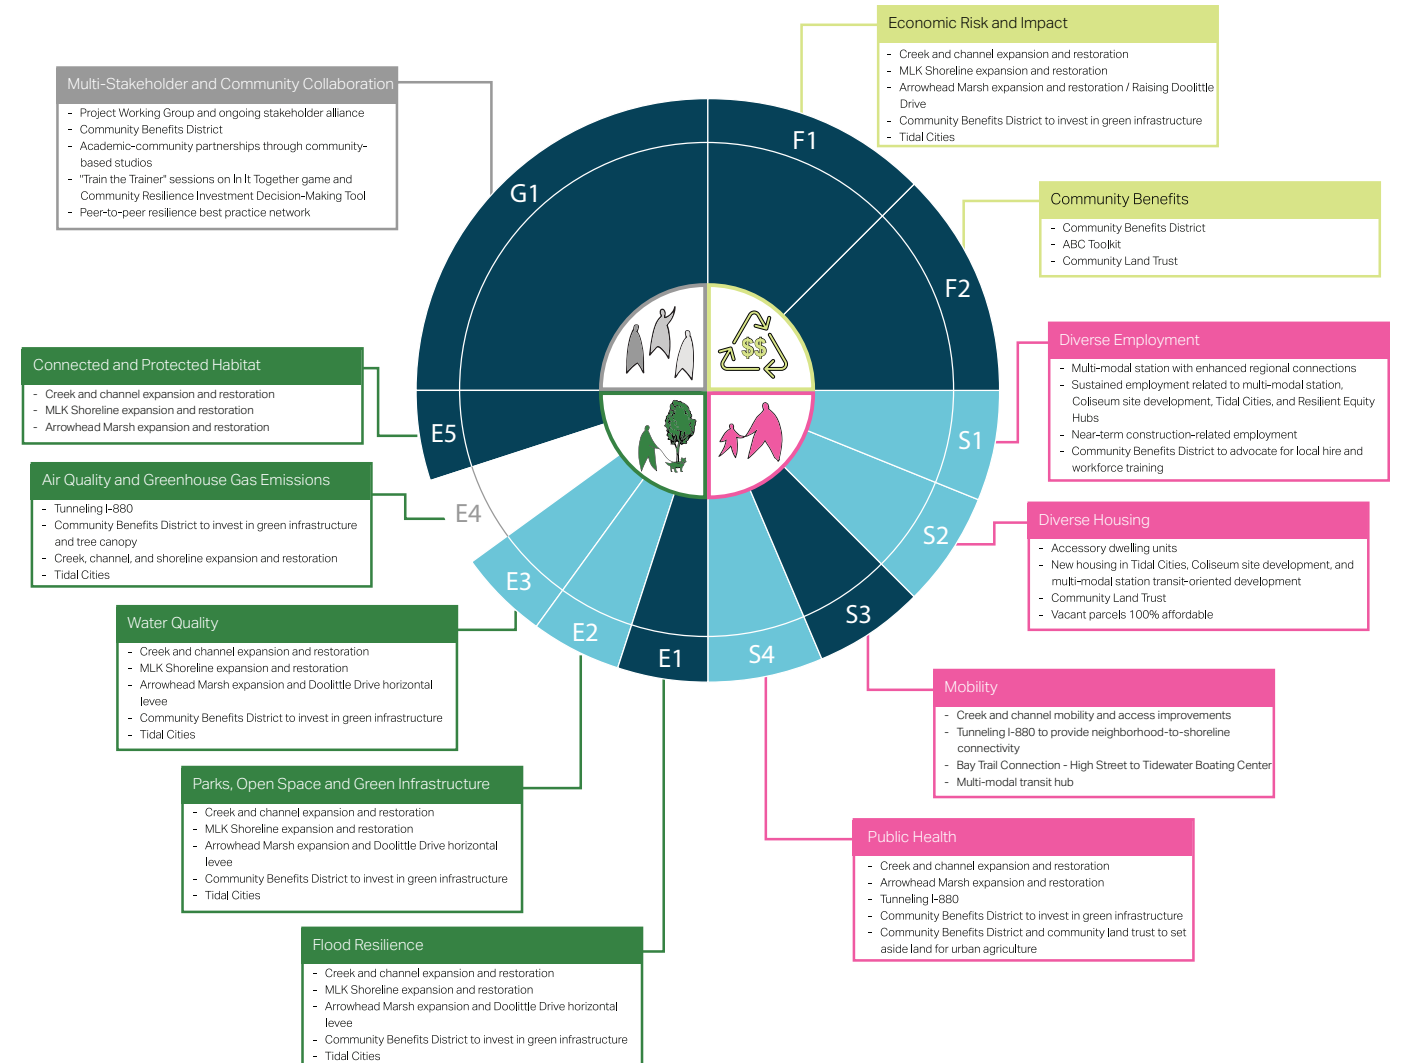 Economic Risk and Impact
- Creek and channel expansion and restoration
- MLK Shoreline expansion and restoration
- Arrowhead Marsh expansion and restoration / Raising Doolittle
Drive
- Community Benefits District to invest in green infrastructure
- Tidal Cities
Multi-Stakeholder and Community Collaboration
- Project Working Group and ongoing stakeholder alliance
- Community Benefits District
- Academic-community partnerships through community-
based studios
- "Train the Trainer" sessions on In It Together game and
Community Resilience Investment Decision-Making Tool
- Peer-to-peer resilience best practice network
Community Benefits
- Community Benefits District
- ABC Toolkit
- Community Land Trust
G1
F1
F2
$$
Diverse Employment
- Multi-modal station with enhanced regional connections
- Sustained employment related to multi-modal station,
Coliseum site development, Tidal Cities, and Resilient Equity
Hubs
- Near-term construction-related employment
- Community Benefits District to advocate for local hire and
workforce training
Connected and Protected Habitat
- Creek and channel expansion and restoration
- MLK Shoreline expansion and restoration
- Arrowhead Marsh expansion and restoration
E5
S1
Air Quality and Greenhouse Gas Emissions
- Tunneling I-880
- Community Benefits District to invest in green infrastructure
and tree canopy
- Creek, channel, and shoreline expansion and restoration
- Tidal Cities
E4
S2
Diverse Housing
- Accessory dwelling units
- New housing in Tidal Cities, Coliseum site development, and
multi-modal station transit-oriented development
- Community Land Trust
- Vacant parcels 100% affordable
E3
E2
E1
S4
S3
Water Quality
- Creek and channel expansion and restoration
- MLK Shoreline expansion and restoration
- Arrowhead Marsh expansion and Doolittle Drive horizontal
levee
- Community Benefits District to invest in green infrastructure
- Tidal Cities
Mobility
- Creek and channel mobility and access improvements
- Tunneling I-880 to provide neighborhood-to-shoreline
connectivity
- Bay Trail Connection - High Street to Tidewater Boating Center
- Multi-modal transit hub
Parks, Open Space and Green Infrastructure
- Creek and channel expansion and restoration
- MLK Shoreline expansion and restoration
- Arrowhead Marsh expansion and Doolittle Drive horizontal
levee
- Community Benefits District to invest in green infrastructure
- Tidal Cities
Public Health
- Creek and channel expansion and restoration
- Arrowhead Marsh expansion and restoration
- Tunneling I-880
- Community Benefits District to invest in green infrastructure
- Community Benefits District and community land trust to set
aside land for urban agriculture
Flood Resilience
- Creek and channel expansion and restoration
- MLK Shoreline expansion and restoration
- Arrowhead Marsh expansion and Doolittle Drive horizontal
levee
- Community Benefits District to invest in green infrastructure
- Tidal Cities